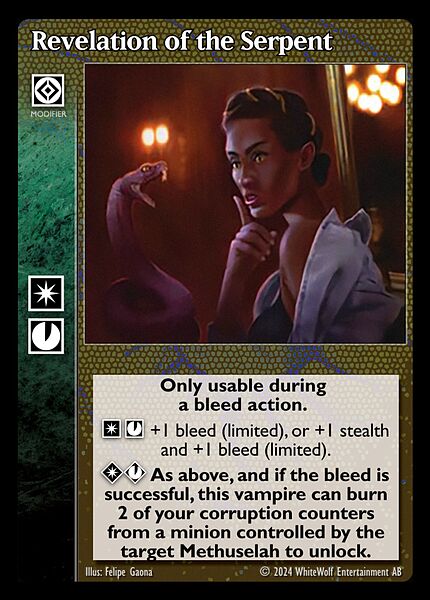 Revelation of the Serpent
MODIFIER
Only usable during
a bleed action.
+1 bleed (limited), or +1 stealth
and +1 bleed (limited).
As above, and if the bleed is
successful, this vampire can burn
2 of your corruption counters
from a minion controlled by the
target Methuselah to unlock.
Illus: Felipe Gaona © 2024 WhiteWolf Entertainment AB